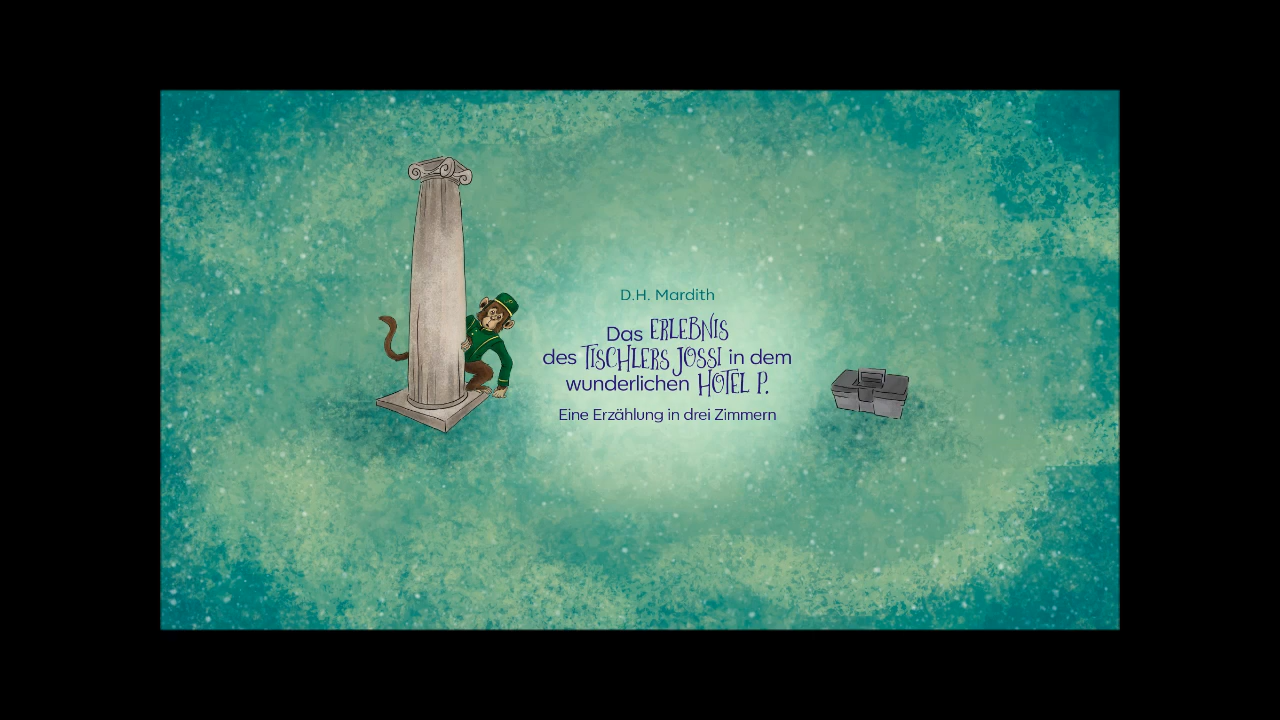 D.H. Mardith
Das ERLEBNIS
des TISCHLERS JOSSI in dem
wunderlichen HOTEL P.
Eine Erzählung in drei Zimmern